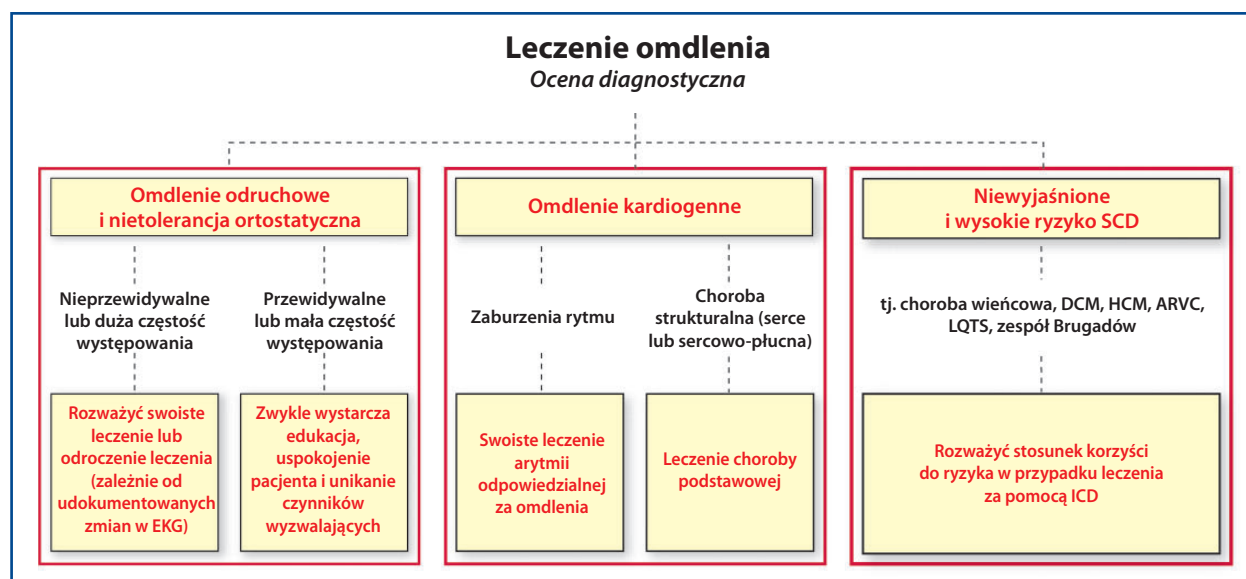 Leczenie omdlenia
Ocena diagnostyczna
Omdlenie odruchowe
i nietolerancja ortostatyczna
Nieprzewidywalne
lub duża częstość
występowania
Przewidywalne
lub mała częstość
występowania
Rozważyć swoiste
leczenie lub
odroczenie leczenia
(zależnie od
udokumentowanych
zmian w EKG)
Zwykle wystarcza
edukacja,
uspokojenie
pacjenta i unikanie
czynników
wyzwalających
Omdlenie kardiogenne
Zaburzenia rytmu
Choroba
strukturalna (serce
lub sercowo-płucna)
Swoiste leczenie
arytmii
odpowiedzialnej
za omdlenia
Leczenie choroby
podstawowej
Niewyjaśnione
i wysokie ryzyko SCD
tj. choroba wieńcowa, DCM, HCM, ARVC,
LQTS, zespół Brugadów
Rozważyć stosunek korzyści
do ryzyka w przypadku leczenia
za pomocą ICD